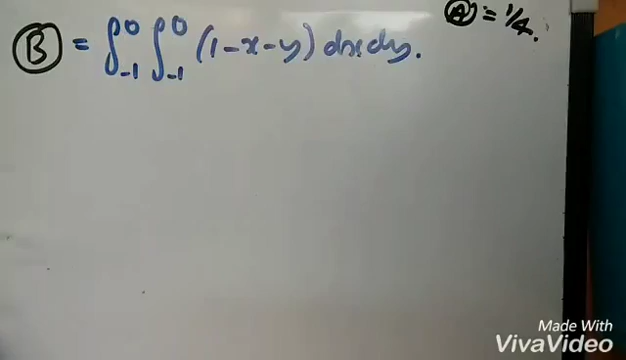 Ⓐ = 1/4.
Ⓑ = ∫₋₁⁰ ∫₋₁⁰ (1-x-y) dx dy.
Made With
VivaVideo